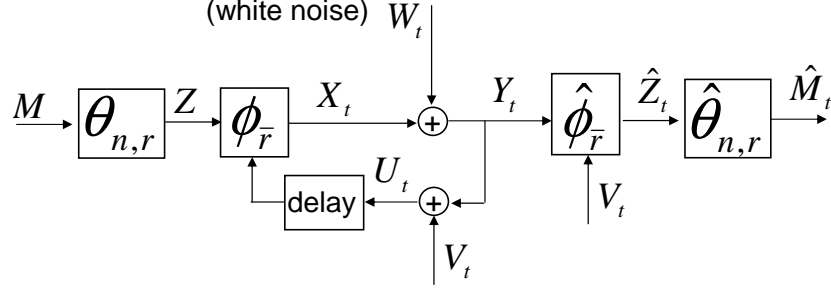 (white noise) W_t
M θ_{n,r} Z ϕ_{r̄} X_t + Y_t ϕ̂_{r̄} Ẑ_t θ̂_{n,r} M̂_t
delay U_t + V_t
V_t